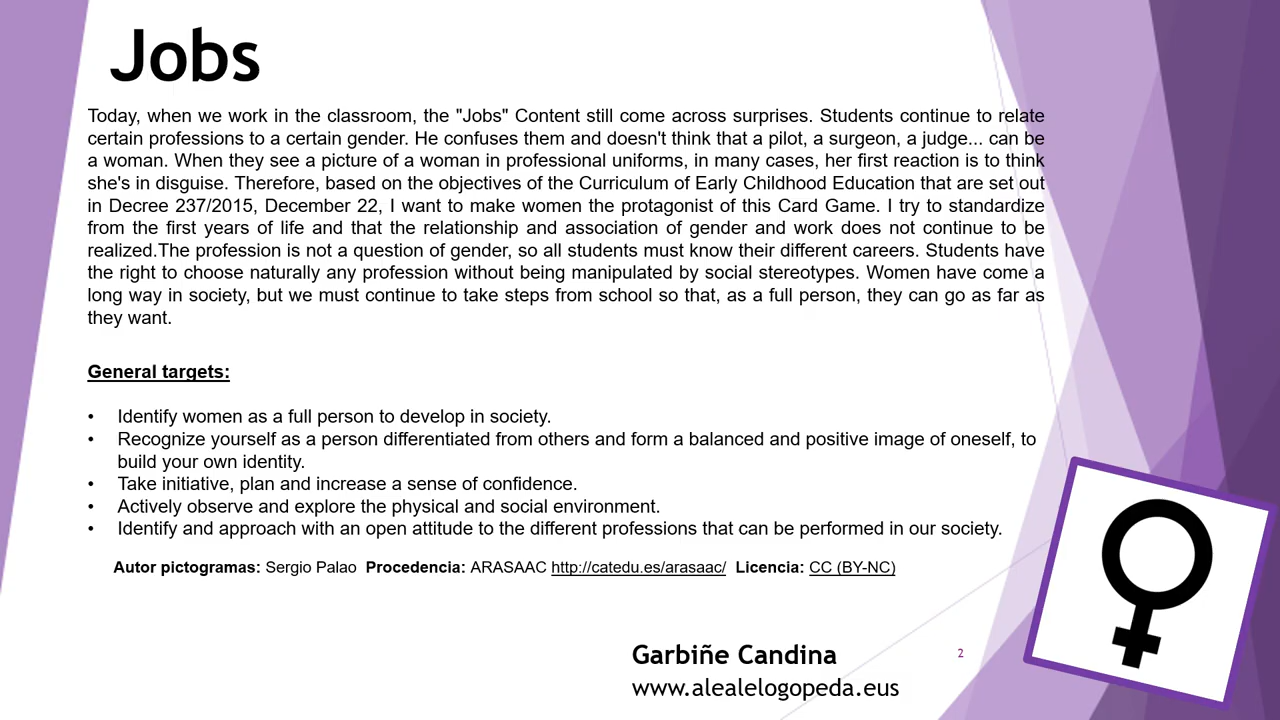 Jobs
Today, when we work in the classroom, the "Jobs" Content still come across surprises. Students continue to relate
certain professions to a certain gender. He confuses them and doesn't think that a pilot, a surgeon, a judge... can be
a woman. When they see a picture of a woman in professional uniforms, in many cases, her first reaction is to think
she's in disguise. Therefore, based on the objectives of the Curriculum of Early Childhood Education that are set out
in Decree 237/2015, December 22, I want to make women the protagonist of this Card Game. I try to standardize
from the first years of life and that the relationship and association of gender and work does not continue to be
realized.The profession is not a question of gender, so all students must know their different careers. Students have
the right to choose naturally any profession without being manipulated by social stereotypes. Women have come a
long way in society, but we must continue to take steps from school so that, as a full person, they can go as far as
they want.
General targets:
• Identify women as a full person to develop in society.
• Recognize yourself as a person differentiated from others and form a balanced and positive image of oneself, to
build your own identity.
• Take initiative, plan and increase a sense of confidence.
• Actively observe and explore the physical and social environment.
• Identify and approach with an open attitude to the different professions that can be performed in our society.
Autor pictogramas: Sergio Palao Procedencia: ARASAAC http://catedu.es/arasaac/ Licencia: CC (BY-NC)
Garbiñe Candina
2
www.alealelogopeda.eus